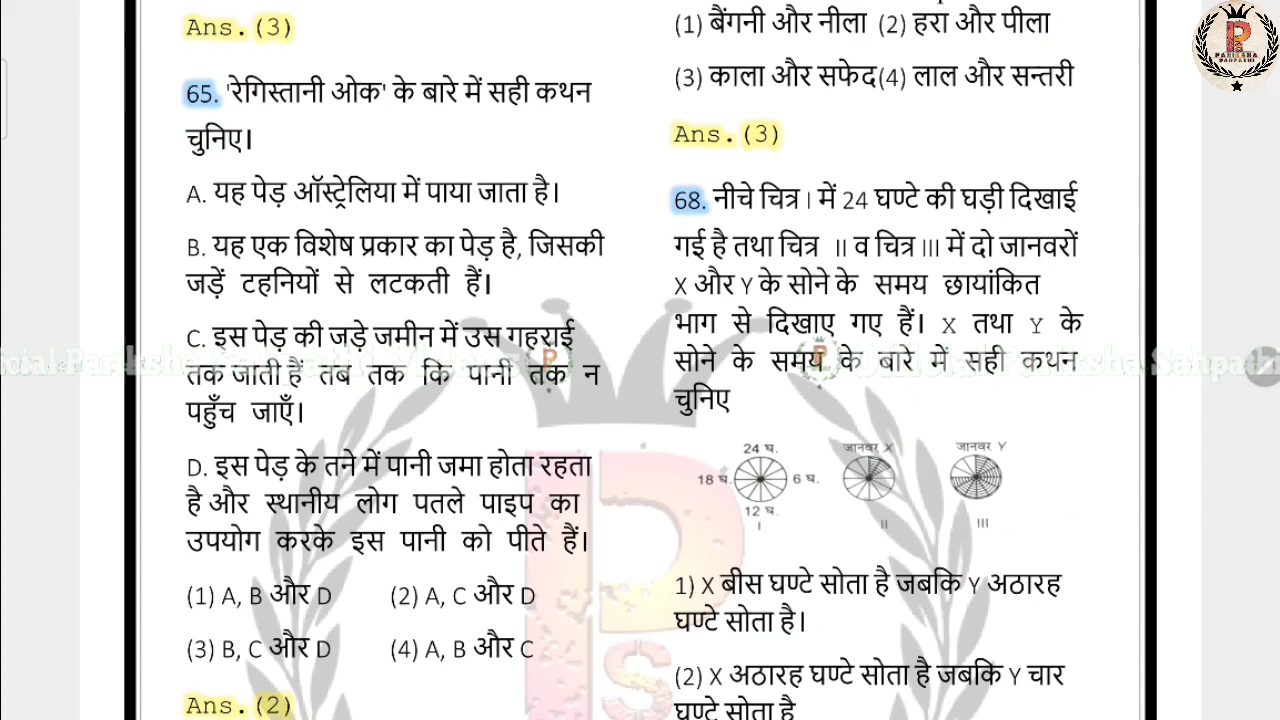 Ans.(3)
65. 'रेगिस्तानी ओक' के बारे में सही कथन
चुनिए।
A. यह पेड़ ऑस्ट्रेलिया में पाया जाता है।
B. यह एक विशेष प्रकार का पेड़ है, जिसकी
जड़ें टहनियों से लटकती हैं।
C. इस पेड़ की जड़े जमीन में उस गहराई
तक जाती हैं तब तक कि पानी तक न
पहुँच जाएँ।
D. इस पेड़ के तने में पानी जमा होता रहता
है और स्थानीय लोग पतले पाइप का
उपयोग करके इस पानी को पीते हैं।
(1) A, B और D (2) A, C और D
(3) B, C और D (4) A, B और C
Ans.(2)
(1) बैंगनी और नीला (2) हरा और पीला
(3) काला और सफेद(4) लाल और सन्तरी
Ans.(3)
68. नीचे चित्र I में 24 घण्टे की घड़ी दिखाई
गई है तथा चित्र II व चित्र III में दो जानवरों
X और Y के सोने के समय छायांकित
भाग से दिखाए गए हैं। X तथा Y के
सोने के समय के बारे में सही कथन
चुनिए
24 घ. जानवर X जानवर Y
18 घ. 6 घ.
12 घ.
I II III
1) X बीस घण्टे सोता है जबकि Y अठारह
घण्टे सोता है।
(2) X अठारह घण्टे सोता है जबकि Y चार
घण्टे सोता है